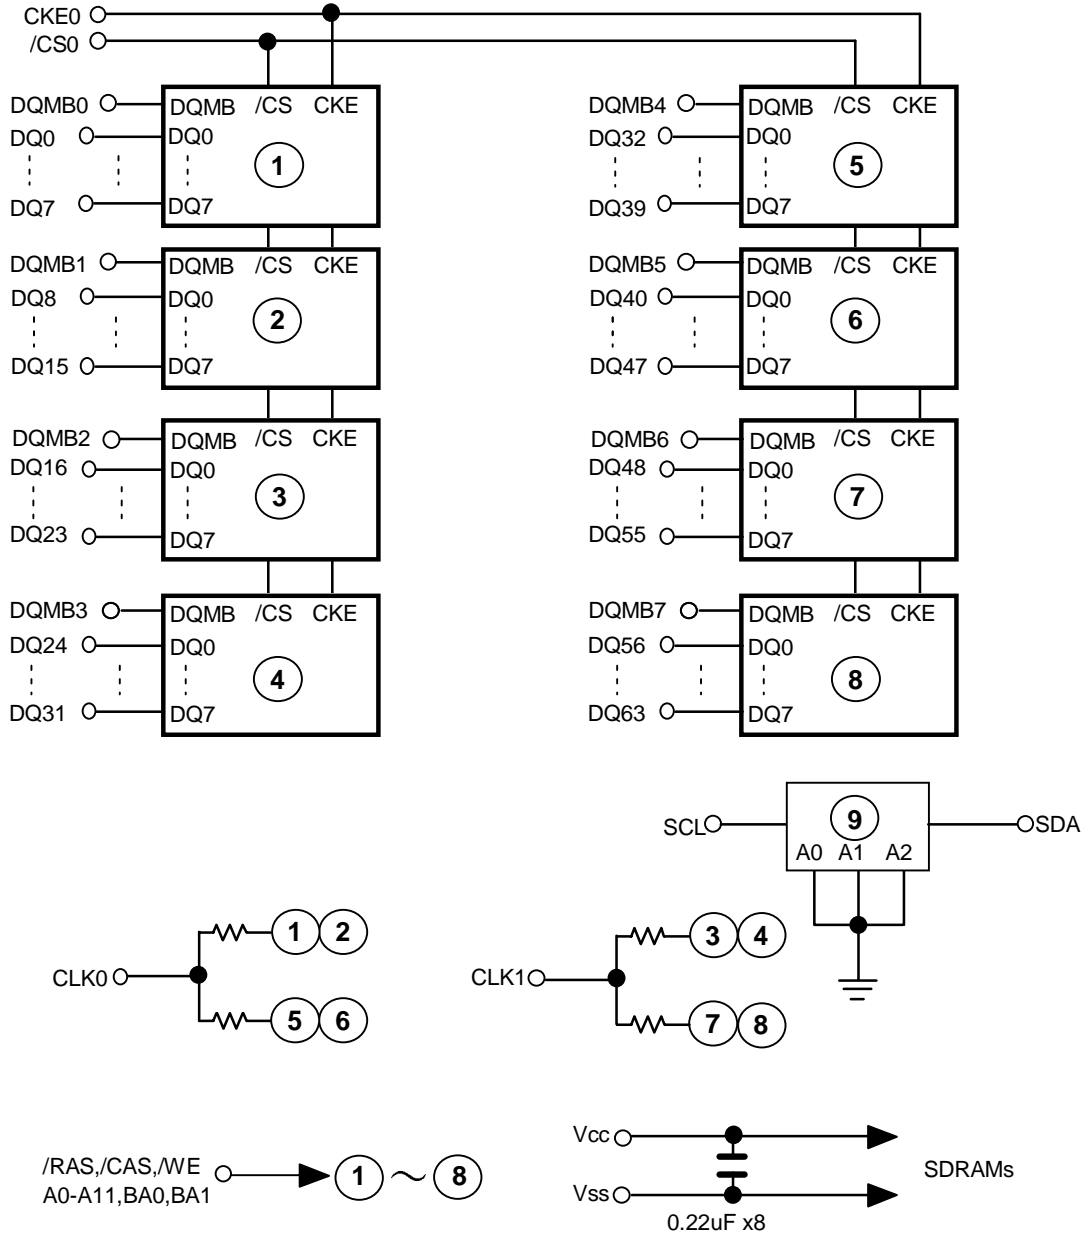 CKE0
/CS0
DQMB0 DQMB /CS CKE
DQ0 DQ0
1
DQ7 DQ7
DQMB4 DQMB /CS CKE
DQ32 DQ0
5
DQ39 DQ7
DQMB1 DQMB /CS CKE
DQ8 DQ0
2
DQ15 DQ7
DQMB5 DQMB /CS CKE
DQ40 DQ0
6
DQ47 DQ7
DQMB2 DQMB /CS CKE
DQ16 DQ0
3
DQ23 DQ7
DQMB6 DQMB /CS CKE
DQ48 DQ0
7
DQ55 DQ7
DQMB3 DQMB /CS CKE
DQ24 DQ0
4
DQ31 DQ7
DQMB7 DQMB /CS CKE
DQ56 DQ0
8
DQ63 DQ7
SCL 9 SDA
A0 A1 A2
1 2
CLK0
5 6
3 4
CLK1
7 8
/RAS,/CAS,/WE
A0-A11,BA0,BA1
1 ~ 8
Vcc
SDRAMs
Vss
0.22uF x8